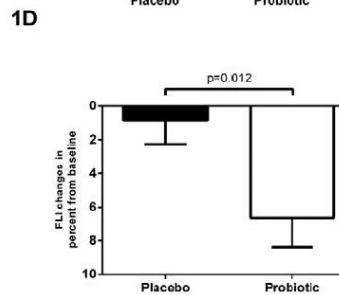 Placebo Probiotic
1D
p=0.012
FLI changes in
percent from baseline
0
2
4
6
8
10
Placebo Probiotic